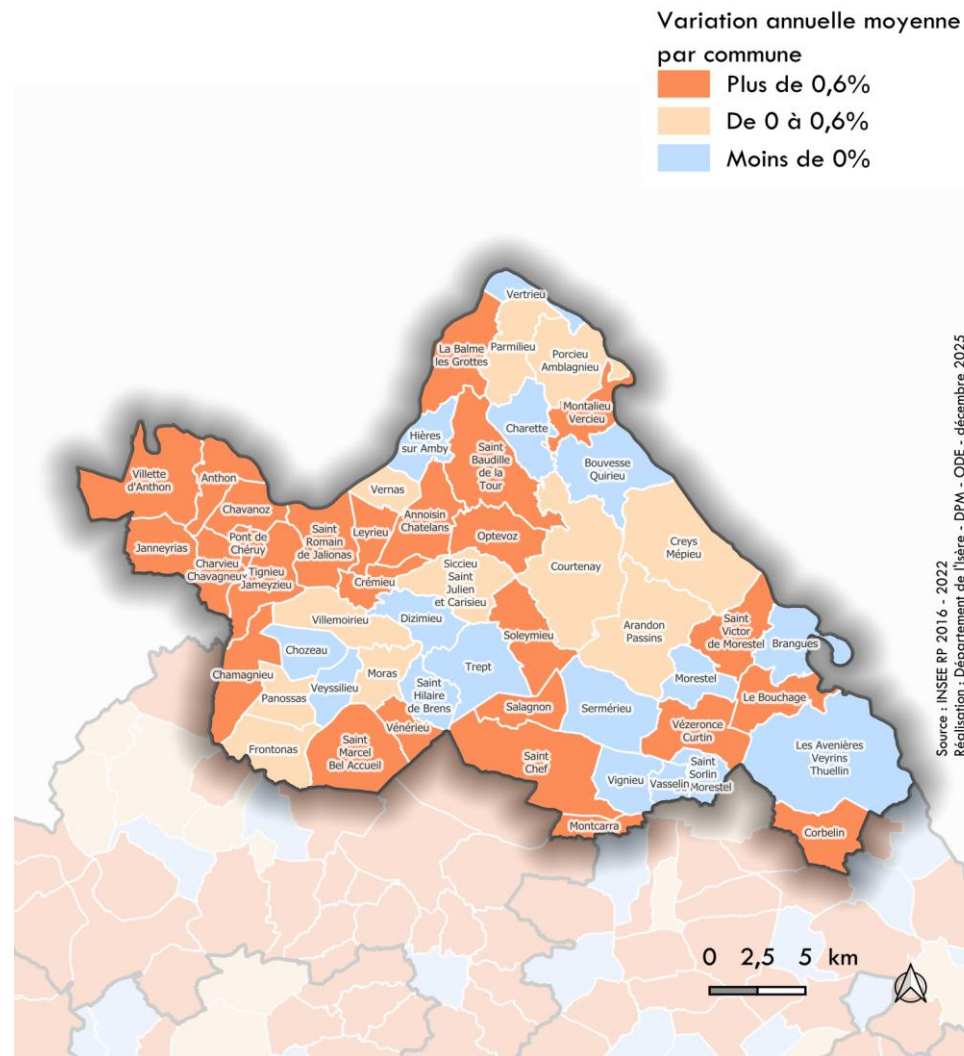 Variation annuelle moyenne
par commune
Plus de 0,6%
De 0 à 0,6%
Moins de 0%
Vertrieu
La Balme
les Grottes
Parmilieu
Porcieu
Amblagnieu
Montalieu
Vercieu
Hières
sur Amby
Charette
Saint
Baudille
de la
Tour
Bouvesse
Quirieu
Villette
d'Anthon
Anthon
Vernas
Chavanoz
Annoisin
Chatelans
Saint
Romain
de Jalionas
Leyrieu
Optevoz
Janneyrias
Pont de
Chéruy
Charvieu
Chavagneux
Tignieu
Jameyzieu
Creys
Mépieu
Courtenay
Crémieu
Siccieu
Saint
Julien
et Carisieu
Villemoirieu
Dizimieu
Soleymieu
Arandon
Passins
Saint
Victor
de Morestel
Brangues
Chozeau
Chamagnieu
Moras
Trept
Morestel
Panossas
Veyssilieu
Saint
Hilaire
de Brens
Salagnon
Sermérieu
Le Bouchage
Vénérieu
Vézeronce
Curtin
Frontonas
Saint
Marcel
Bel Accueil
Saint
Chef
Vignieu
Vasselin
Saint
Sorlin
Morestel
Les Avenières
Veyrins
Thuellin
Montcarra
Corbelin
0 2,5 5 km
Source : INSEE RP 2016 - 2022
Réalisation : Département de l'Isère - DPM - ODE - décembre 2025